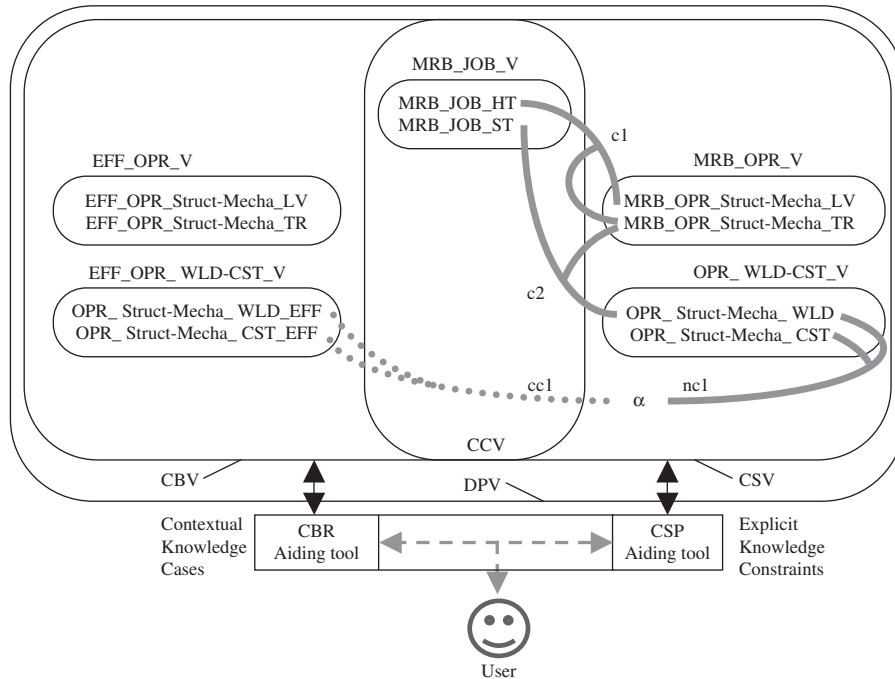 MRB_JOB_V
MRB_JOB_HT
MRB_JOB_ST
c1
EFF_OPR_V
MRB_OPR_V
EFF_OPR_Struct-Mecha_LV
EFF_OPR_Struct-Mecha_TR
MRB_OPR_Struct-Mecha_LV
MRB_OPR_Struct-Mecha_TR
EFF_OPR_ WLD-CST_V
c2
OPR_ WLD-CST_V
OPR_ Struct-Mecha_ WLD_EFF
OPR_ Struct-Mecha_ CST_EFF
OPR_ Struct-Mecha_ WLD
OPR_ Struct-Mecha_ CST
cc1
α
nc1
CCV
CBV
DPV
CSV
Contextual
Knowledge
Cases
CBR
Aiding tool
CSP
Aiding tool
Explicit
Knowledge
Constraints
User